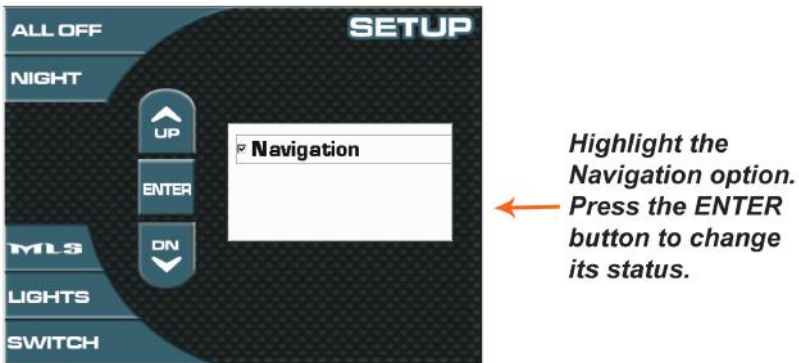 ALL OFF
SETUP
NIGHT
UP
ENTER
DN
Navigation
MLS
LIGHTS
SWITCH
Highlight the
Navigation option.
Press the ENTER
button to change
its status.